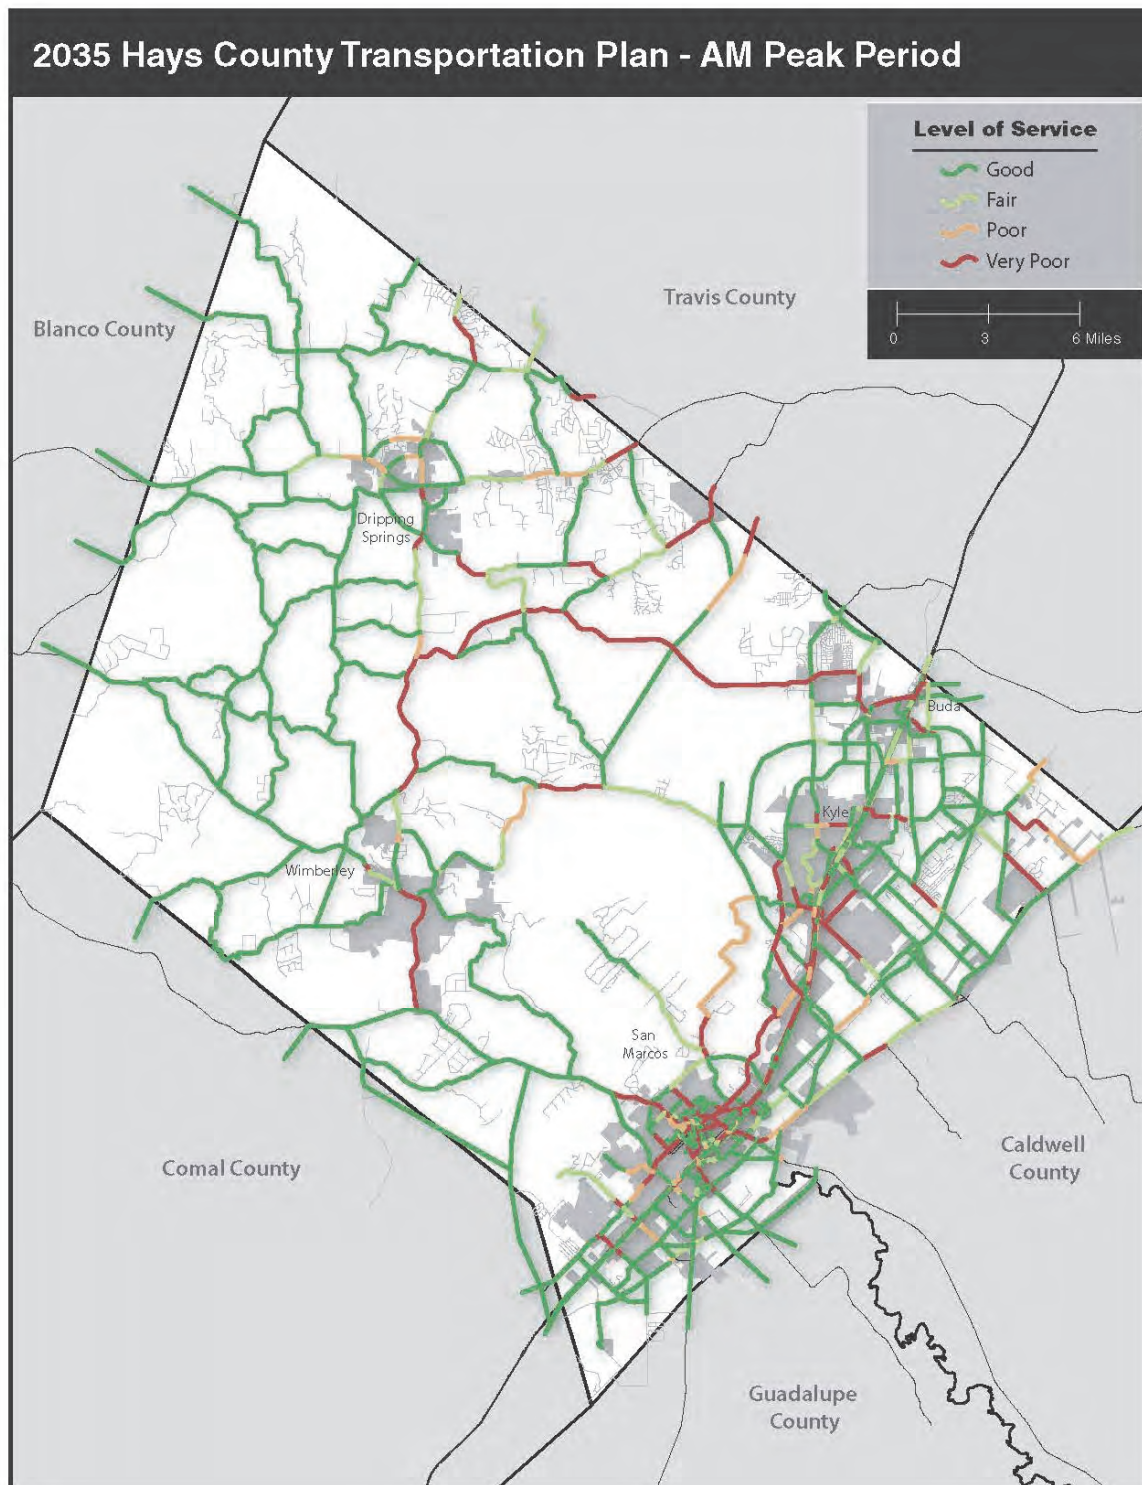 2035 Hays County Transportation Plan - AM Peak Period
Level of Service
Good
Fair
Poor
Very Poor
0 3 6 Miles
Travis County
Blanco County
Dripping
Springs
Buda
Kyle
Wimberley
San
Marcos
Caldwell
County
Comal County
Guadalupe
County